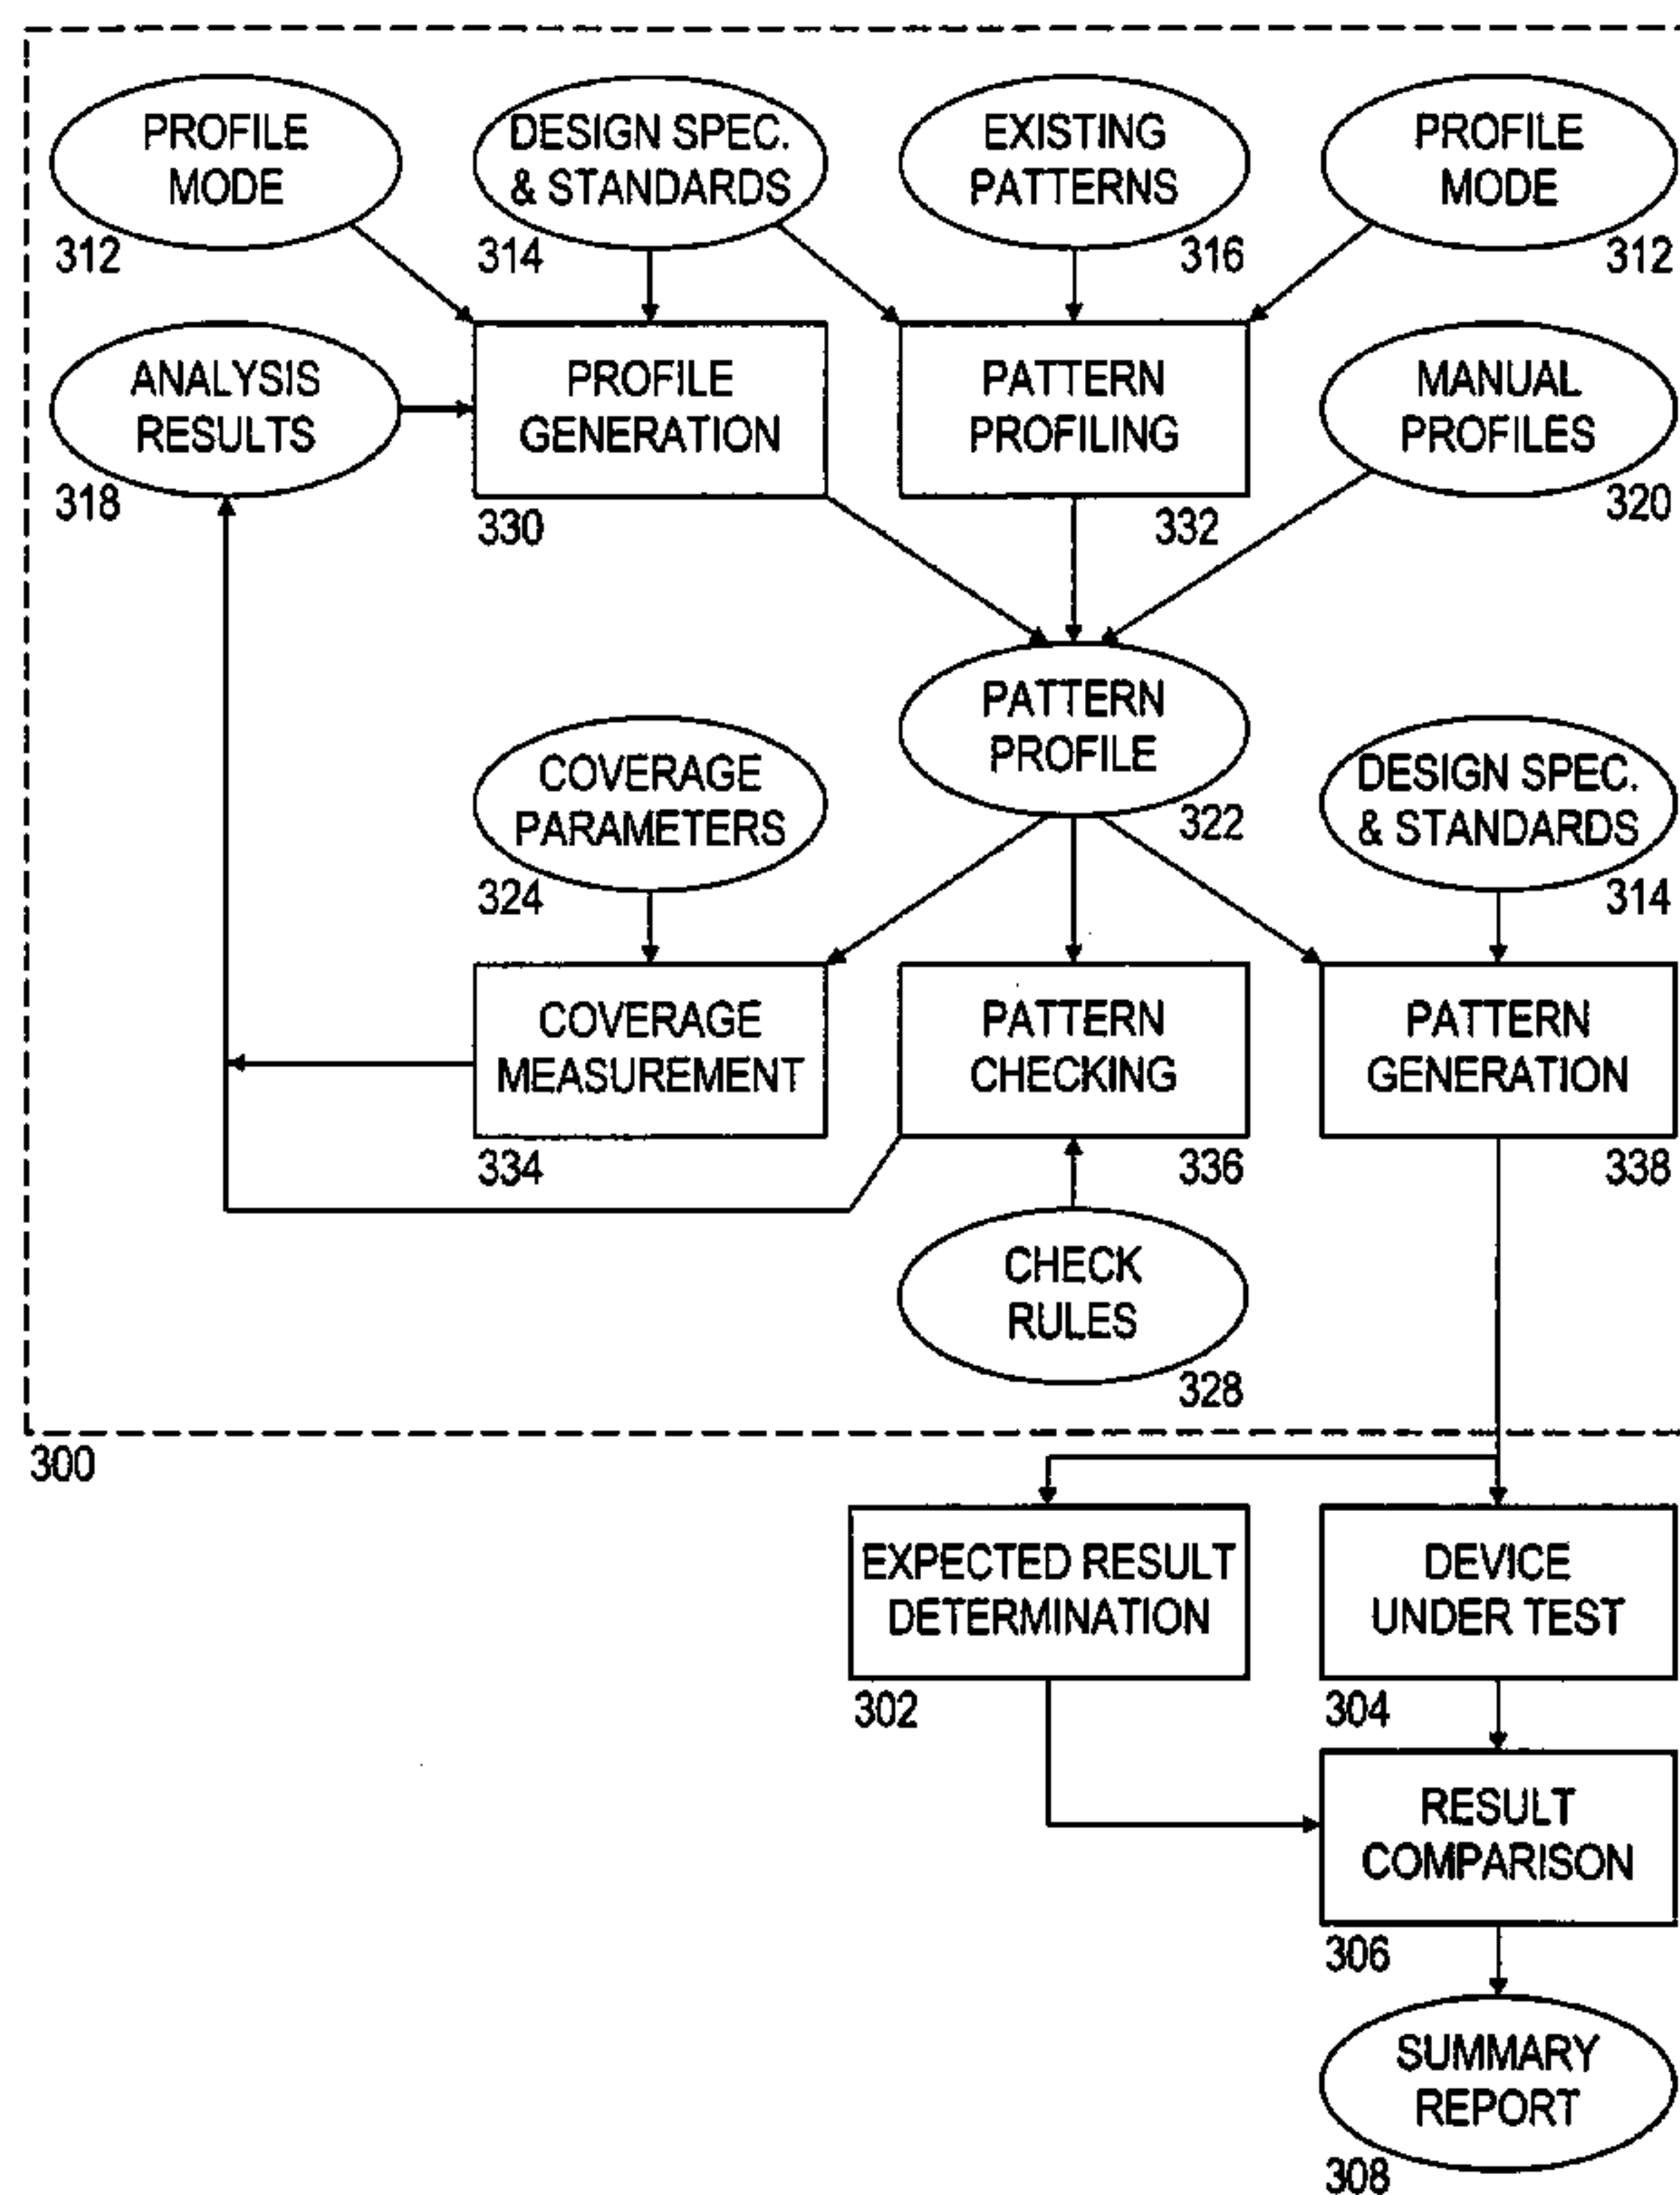 PROFILE
MODE
312
DESIGN SPEC.
& STANDARDS
314
EXISTING
PATTERNS
316
PROFILE
MODE
312
ANALYSIS
RESULTS
318
PROFILE
GENERATION
330
PATTERN
PROFILING
332
MANUAL
PROFILES
320
PATTERN
PROFILE
322
COVERAGE
PARAMETERS
324
DESIGN SPEC.
& STANDARDS
314
COVERAGE
MEASUREMENT
334
PATTERN
CHECKING
336
PATTERN
GENERATION
338
CHECK
RULES
328
300
EXPECTED RESULT
DETERMINATION
302
DEVICE
UNDER TEST
304
RESULT
COMPARISON
306
SUMMARY
REPORT
308